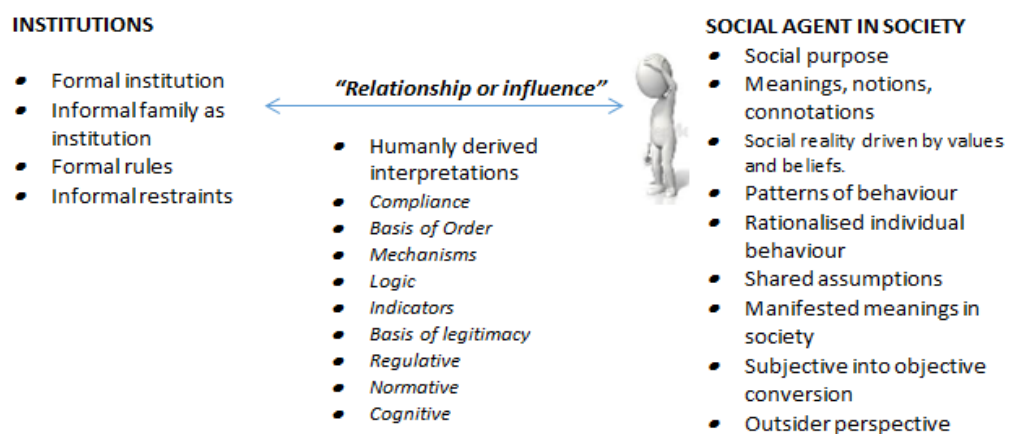 INSTITUTIONS
• Formal institution
• Informal family as
institution
• Formal rules
• Informal restraints
“Relationship or influence”
• Humanly derived
interpretations
• Compliance
• Basis of Order
• Mechanisms
• Logic
• Indicators
• Basis of legitimacy
• Regulative
• Normative
• Cognitive
SOCIAL AGENT IN SOCIETY
• Social purpose
• Meanings, notions,
connotations
• Social reality driven by values
and beliefs.
• Patterns of behaviour
• Rationalised individual
behaviour
• Shared assumptions
• Manifested meanings in
society
• Subjective into objective
conversion
• Outsider perspective